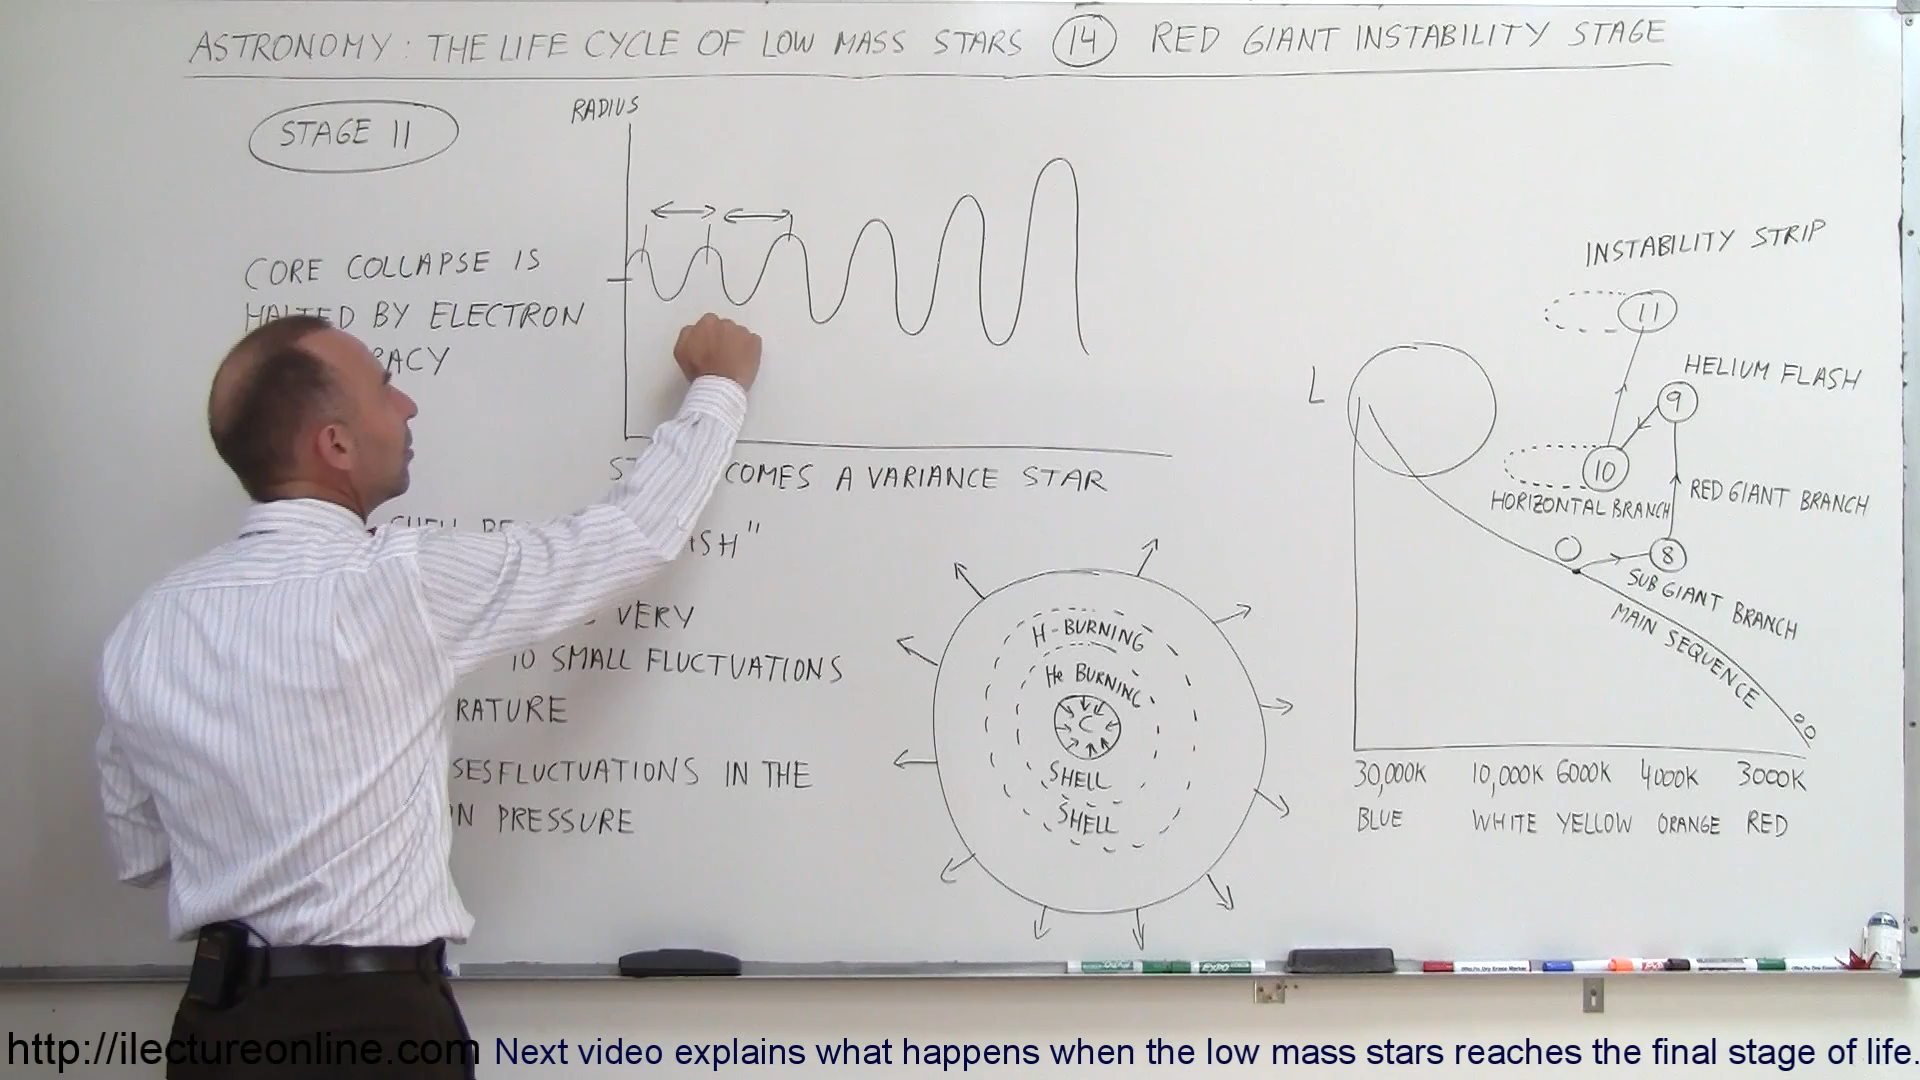 ASTRONOMY: THE LIFE CYCLE OF LOW MASS STARS 14 RED GIANT INSTABILITY STAGE
STAGE 11
RADIUS
CORE COLLAPSE IS
HALTED BY ELECTRON
COMES A VARIANCE STAR
SHELL
VERY
TO SMALL FLUCTUATIONS
FLUCTUATIONS IN THE
PRESSURE
H-BURNING
He BURNING
C
SHELL
SHELL
INSTABILITY STRIP
11
HELIUM FLASH
L
9
10
HORIZONTAL BRANCH
RED GIANT BRANCH
8
SUB GIANT BRANCH
MAIN SEQUENCE
30,000K 10,000K 6000K 4000K 3000K
BLUE WHITE YELLOW ORANGE RED
EXPO
http://ilectureonline.com Next video explains what happens when the low mass stars reaches the final stage of life.